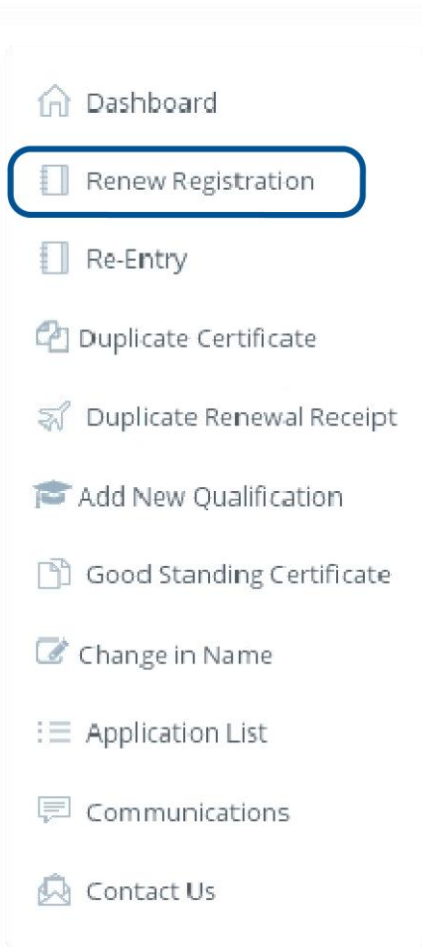 Dashboard
Renew Registration
Re-Entry
Duplicate Certificate
Duplicate Renewal Receipt
Add New Qualification
Good Standing Certificate
Change in Name
Application List
Communications
Contact Us